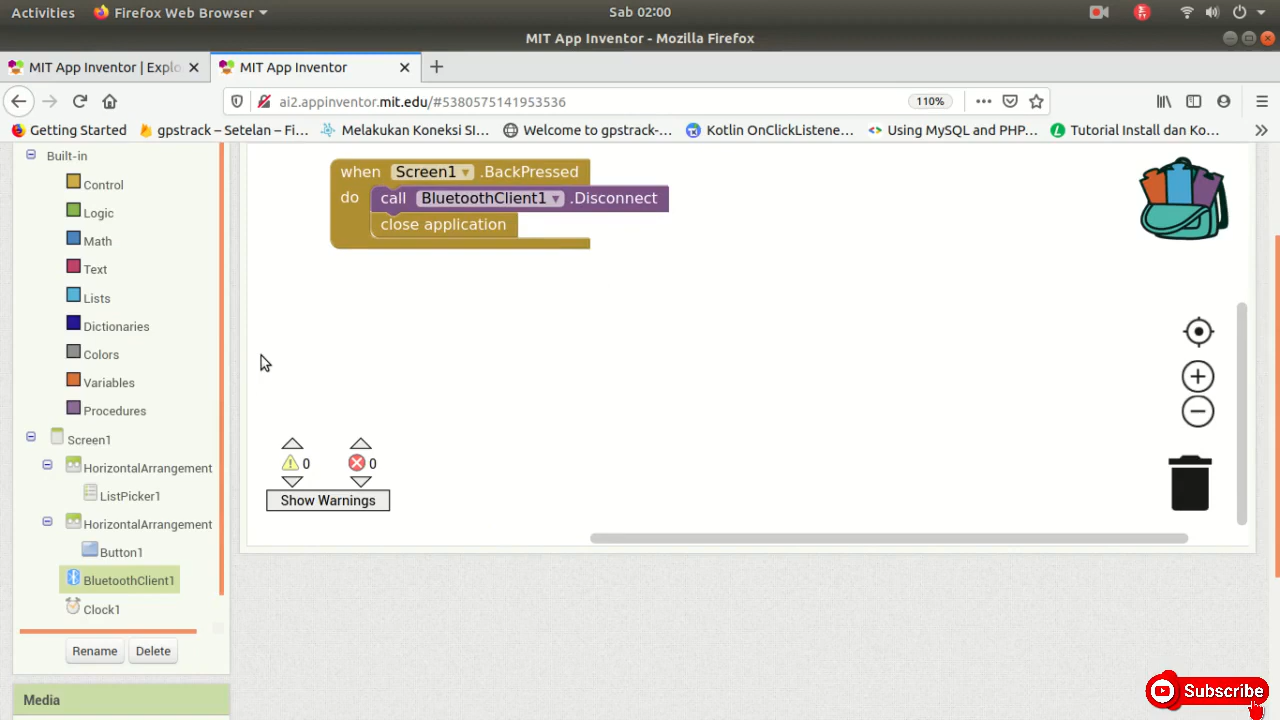 Activities Firefox Web Browser Sab 02:00
MIT App Inventor - Mozilla Firefox
MIT App Inventor | Explo MIT App Inventor
ai2.appinventor.mit.edu/#5380575141953536 110%
Getting Started gpstrack – Setelan – Fi... Melakukan Koneksi SI... Welcome to gpstrack-... Kotlin OnClickListene... Using MySQL and PHP... Tutorial Install dan Ko...
Built-in
Control
Logic
Math
Text
Lists
Dictionaries
Colors
Variables
Procedures
Screen1
HorizontalArrangement
ListPicker1
HorizontalArrangement
Button1
BluetoothClient1
Clock1
Rename Delete
Media
when Screen1 .BackPressed
do call BluetoothClient1 .Disconnect
close application
0 0
Show Warnings
Subscribe